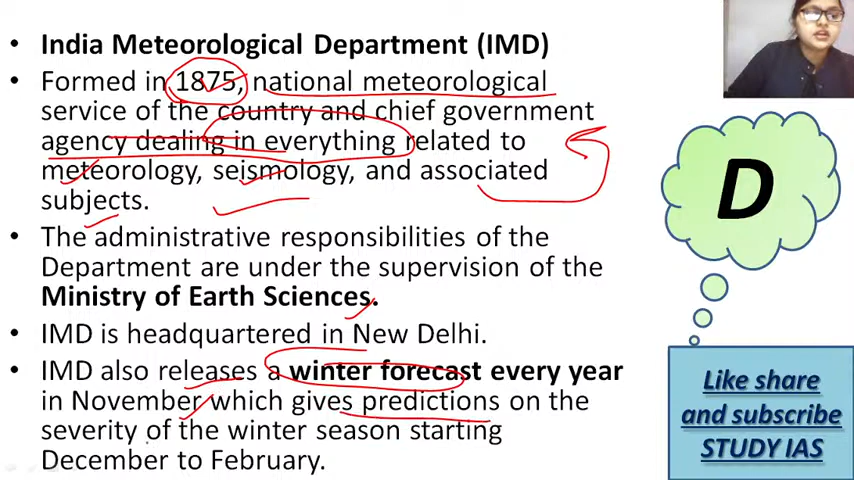 India Meteorological Department (IMD)
Formed in 1875, national meteorological
service of the country and chief government
agency dealing in everything related to
meteorology, seismology, and associated
subjects.
The administrative responsibilities of the
Department are under the supervision of the
Ministry of Earth Sciences.
IMD is headquartered in New Delhi.
IMD also releases a winter forecast every year
in November which gives predictions on the
severity of the winter season starting
December to February.
D
Like share
and subscribe
STUDY IAS